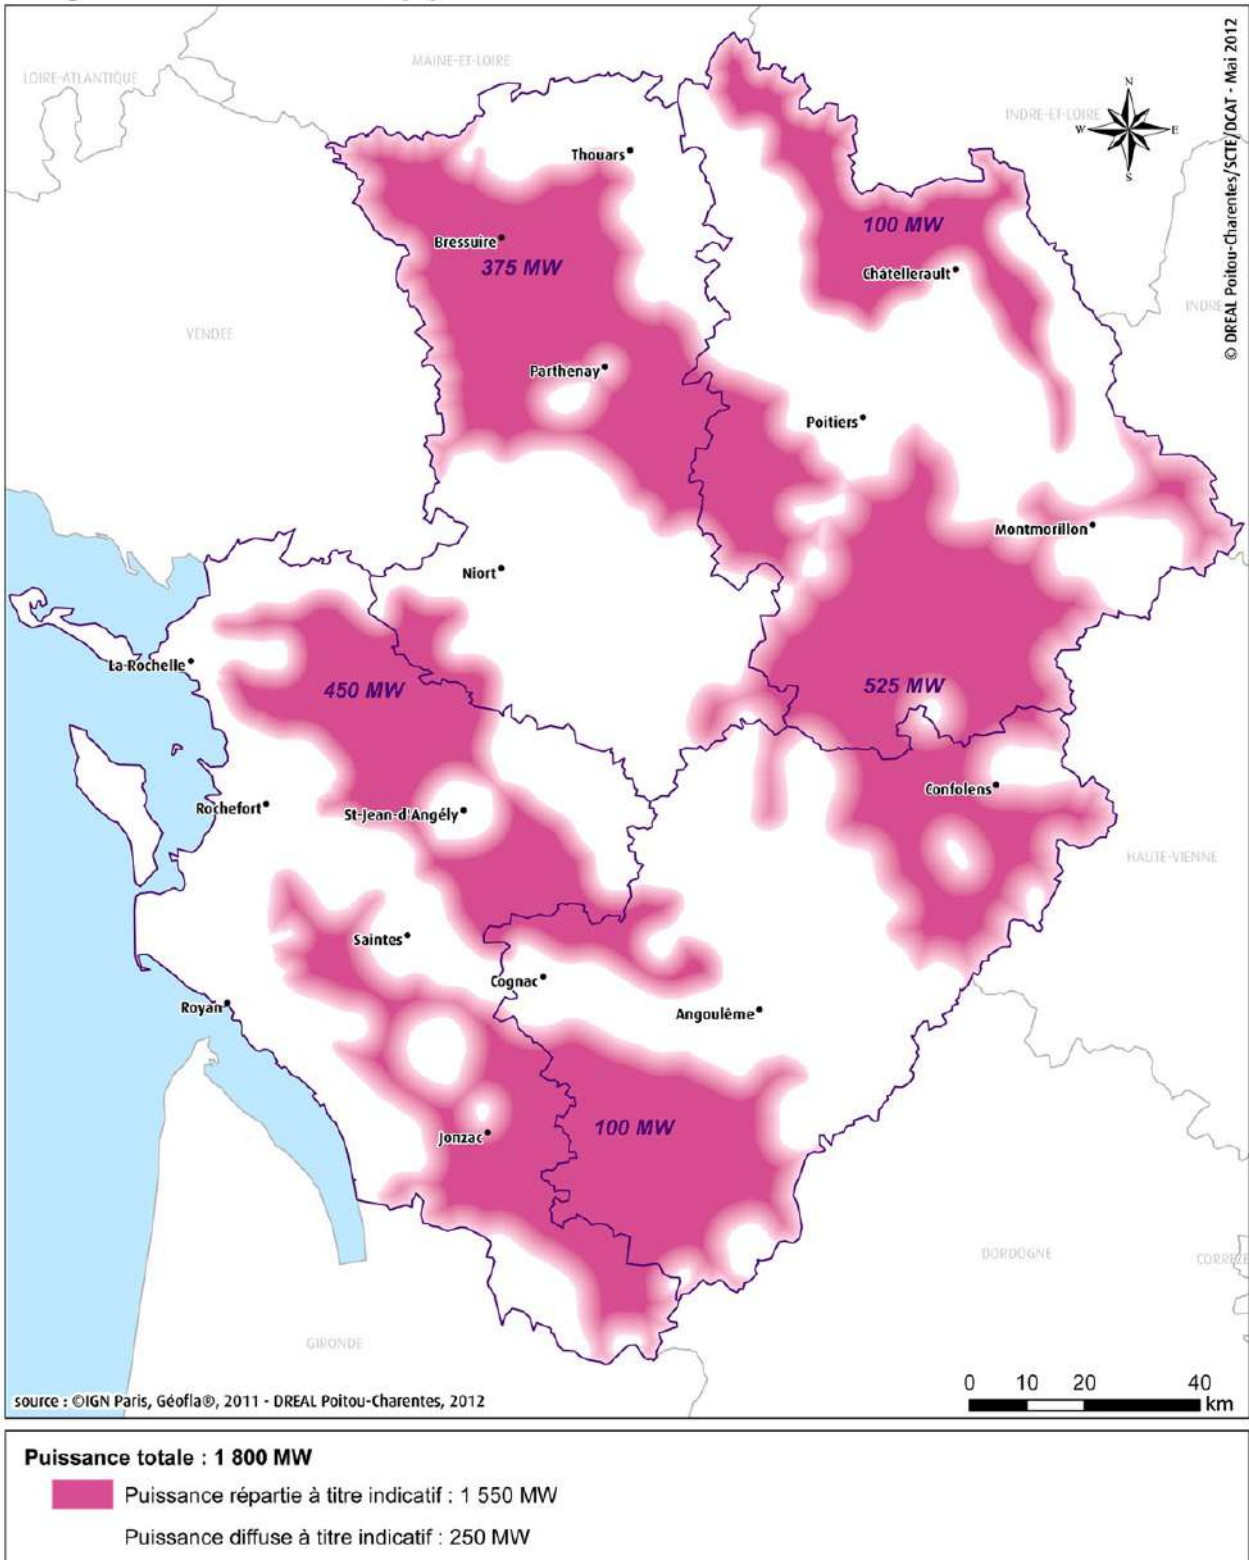 LOIRE-ATLANTIQUE
MAINE-ET-LOIRE
INDRE-ET-LOIRE
© DREAL Poitou-Charentes/SCTE/DCAT - Mai 2012
N
W
E
S
Thouars
100 MW
Bressuire
375 MW
Châtellerault
VENDEE
INDRE
Parthenay
Poitiers
Montmorillon
Niort
La-Rochelle
450 MW
525 MW
Rochefort
St-Jean-d'Angély
Confolens
HAUTE-VIENNE
Saintes
Cognac
Royan
Angoulême
100 MW
Jonzac
DORDOGNE
CORREZE
GIRONDE
source : ©IGN Paris, Géofla®, 2011 - DREAL Poitou-Charentes, 2012
0 10 20 40
km
Puissance totale : 1 800 MW
Puissance répartie à titre indicatif : 1 550 MW
Puissance diffuse à titre indicatif : 250 MW